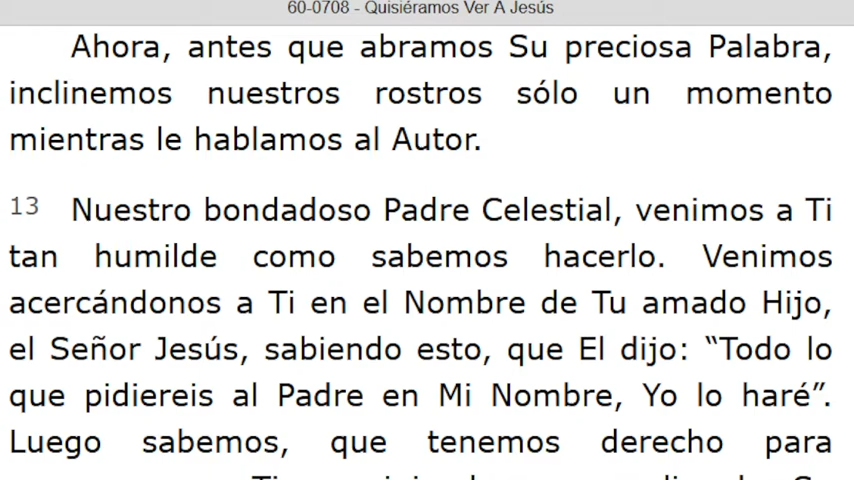 60-0708 - Quisiéramos Ver A Jesús
Ahora, antes que abramos Su preciosa Palabra,
inclinemos nuestros rostros sólo un momento
mientras le hablamos al Autor.
13 Nuestro bondadoso Padre Celestial, venimos a Ti
tan humilde como sabemos hacerlo. Venimos
acercándonos a Ti en el Nombre de Tu amado Hijo,
el Señor Jesús, sabiendo esto, que El dijo: “Todo lo
que pidiereis al Padre en Mi Nombre, Yo lo haré”.
Luego sabemos, que tenemos derecho para